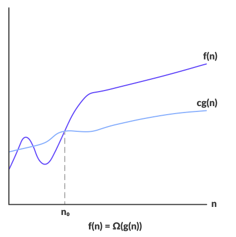 f(n)
cg(n)
n
n₀
f(n) = Ω(g(n))